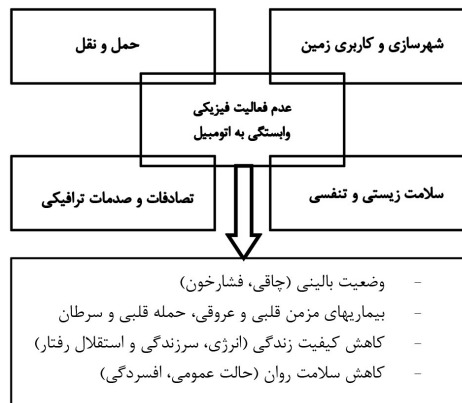 شهرسازی و کاربری زمین
حمل و نقل
عدم فعالیت فیزیکی
وابستگی به اتومبیل
سلامت زیستی و تنفسی
تصادفات و صدمات ترافیکی
- وضعیت بالینی (چاقی، فشارخون)
- بیماریهای مزمن قلبی و عروقی، حمله قلبی و سرطان
- کاهش کیفیت زندگی (انرژی، سرزندگی و استقلال رفتار)
- کاهش سلامت روان (حالت عمومی، افسردگی)